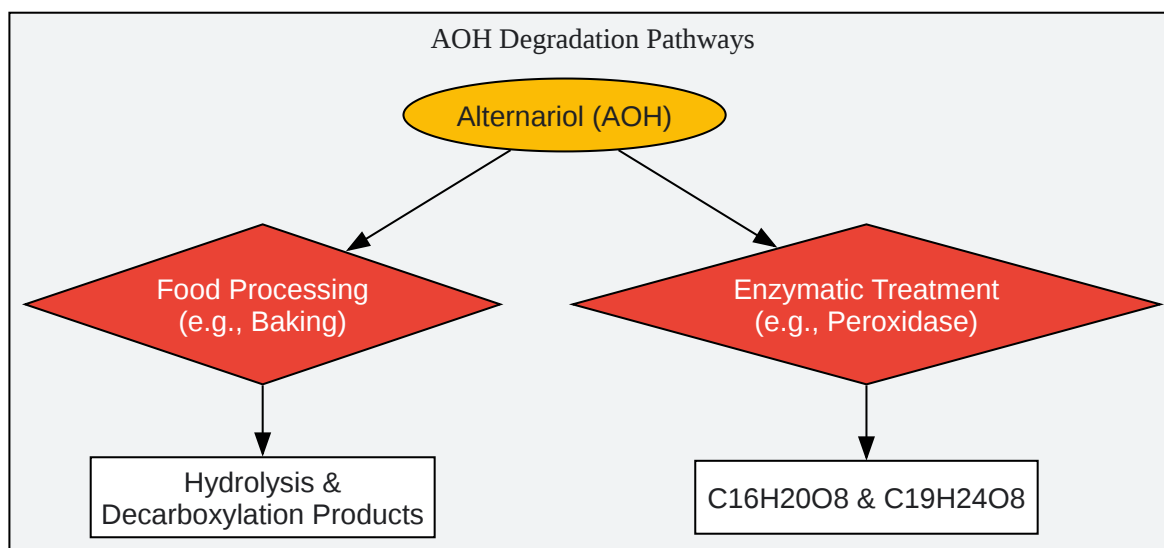 AOH Degradation Pathways
Alternariol (AOH)
Food Processing
(e.g., Baking)
Enzymatic Treatment
(e.g., Peroxidase)
Hydrolysis &
Decarboxylation Products
C16H20O8 & C19H24O8